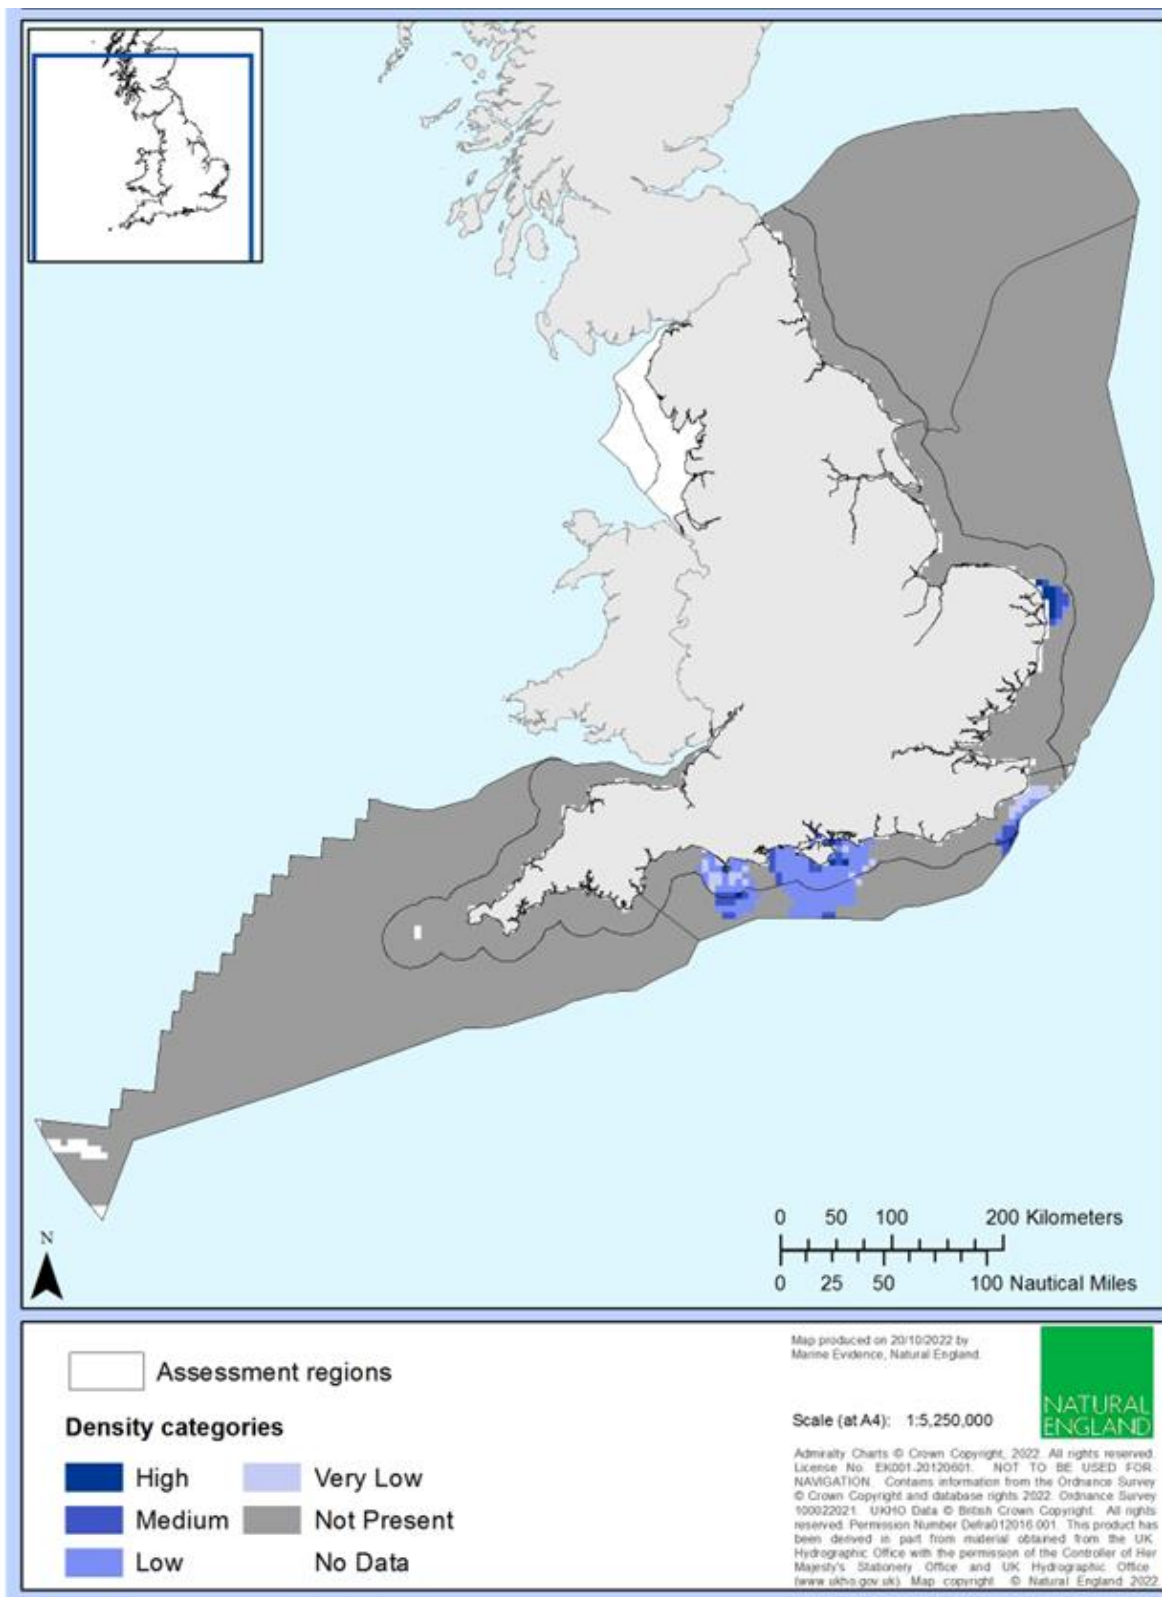 N
0 50 100 200 Kilometers
0 25 50 100 Nautical Miles
Assessment regions
Density categories
High
Medium
Low
Very Low
Not Present
No Data
Map produced on 20/10/2022 by
Marine Evidence, Natural England.
Scale (at A4): 1:5,250,000
NATURAL
ENGLAND
Admiralty Charts © Crown Copyright, 2022. All rights reserved.
License No. EK001-20120601. NOT TO BE USED FOR
NAVIGATION. Contains information from the Ordnance Survey
© Crown Copyright and database rights 2022. Ordnance Survey
100022021. UKHO Data © British Crown Copyright. All rights
reserved. Permission Number Defra012016.001. This product has
been derived in part from material obtained from the UK
Hydrographic Office with the permission of the Controller of Her
Majesty's Stationery Office and UK Hydrographic Office
(www.ukho.gov.uk). Map copyright © Natural England 2022